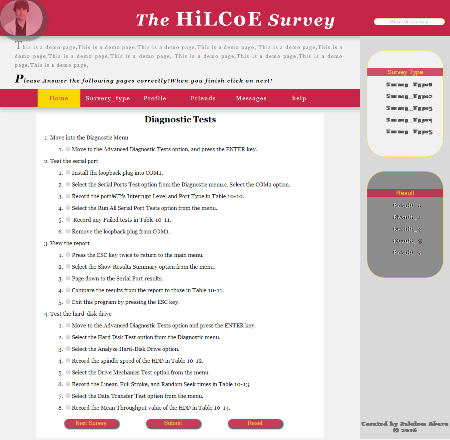 The HiLCoE Survey
Search survey
This is a demo page,This is a demo page.This is a demo page, This is a demo page, This is a demo page,This is a demo
page,This is a demo page, This is a demo page,This is a demo page.This is a demo page, This is a demo page, This is a demo
page,This is a demo page,
Please Answer the following pages correctly!When you finish click on next!
Home Survery_type Profile Friends Messages help
Diagnostic Tests
1. Move into the Diagnostic Menu
1. Move to the Advanced Diagnostic Tests option, and press the ENTER key.
2. Test the serial port
1. Install the loopback plug into COM1.
2. Select the Serial Ports Test option from the Diagnostic menu.c. Select the COM1 option.
3. Record the portâ€™s Interrupt Level and Port Type in Table 10-10.
4. Select the Run All Serial Port Tests option from the menu.
5. Record any Failed tests in Table 10-11.
6. Remove the loopback plug from COM1.
3. View the report
1. Press the ESC key twice to return to the main menu.
2. Select the Show Results Summary option from the menu.
3. Page down to the Serial Port results.
4. Compare the results from the report to those in Table 10-11.
5. Exit this program by pressing the ESC key.
4. Test the hard-disk drive
1. Move to the Advanced Diagnostic Tests option and press the ENTER key.
2. Select the Hard Disk Test option from the Diagnostic menu.
3. Select the Analyze Hard-Disk Drive option.
4. Record the spindle speed of the HDD in Table 10-12.
5. Select the Drive Mechanics Test option from the menu.
6. Record the Linear, Full Stroke, and Random Seek times in Table 10-13.
7. Select the Data Transfer Test option from the menu.
8. Record the Mean Throughput value of the HDD in Table 10-14.
Next Survey Submit Reset
Survey Type
Survey_Type1
Survey_Type2
Survey_Type3
Survey_Type4
Survey_Type5
Result
Result_1
Result_2
Result_3
Result_4
Result_5
Created by
© 2016